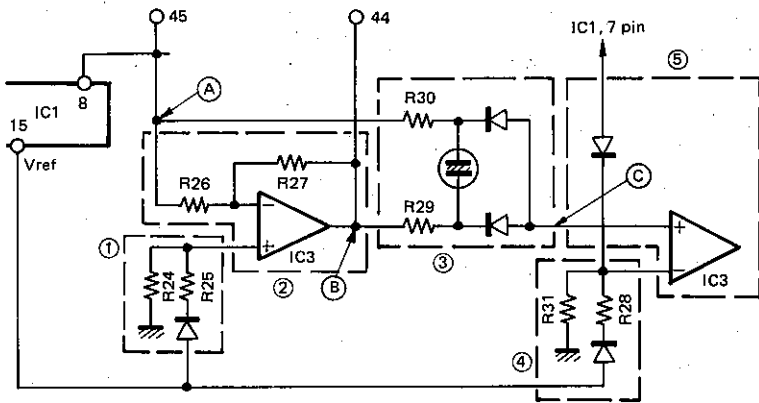 45
44
IC1, 7 pin
⑤
8
IC1
15
Vref
A
R30
R26
R27
R29
C
−
+
IC3
①
②
B
③
R24
R25
+
−
IC3
R31
R28
④